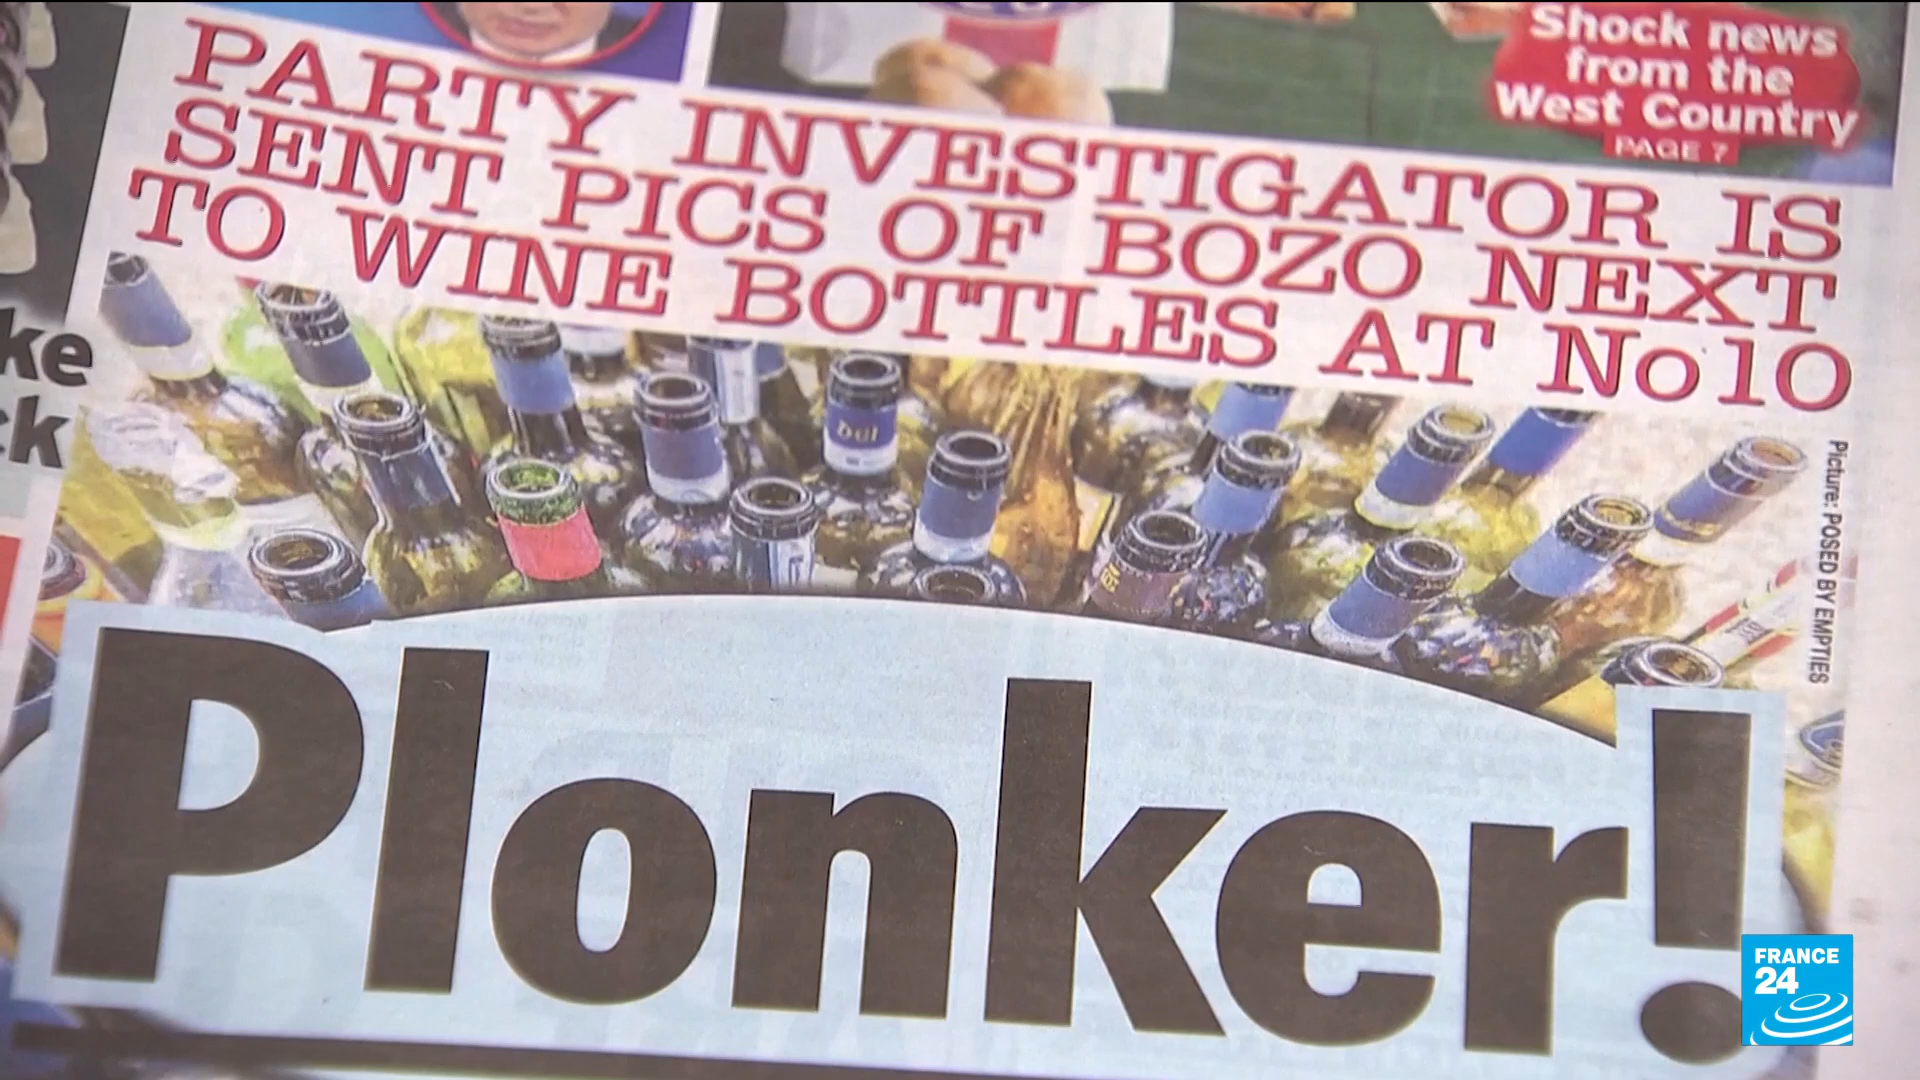 Shock news
from the
West Country
PAGE 7
PARTY INVESTIGATOR IS
SENT PICS OF BOZO NEXT
TO WINE BOTTLES AT No10
ke
ck
Picture: POSED BY EMPTIES
Plonker!
FRANCE
24